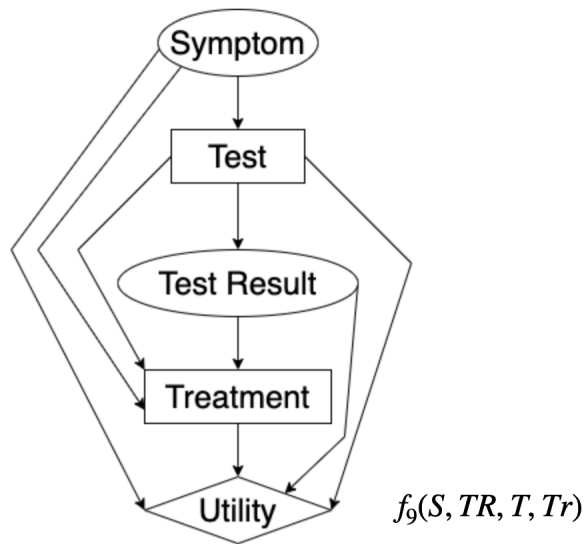 Symptom
Test
Test Result
Treatment
Utility
f₉(S, TR, T, Tr)